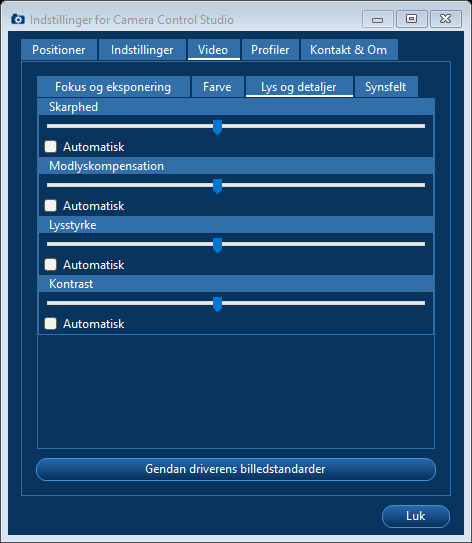 Indstillinger for Camera Control Studio
Positioner Indstillinger Video Profiler Kontakt & Om
Fokus og eksponering Farve Lys og detaljer Synsfelt
Skarphed
Automatisk
Modlyskompensation
Automatisk
Lysstyrke
Automatisk
Kontrast
Automatisk
Gendan driverens billedstandarder
Luk